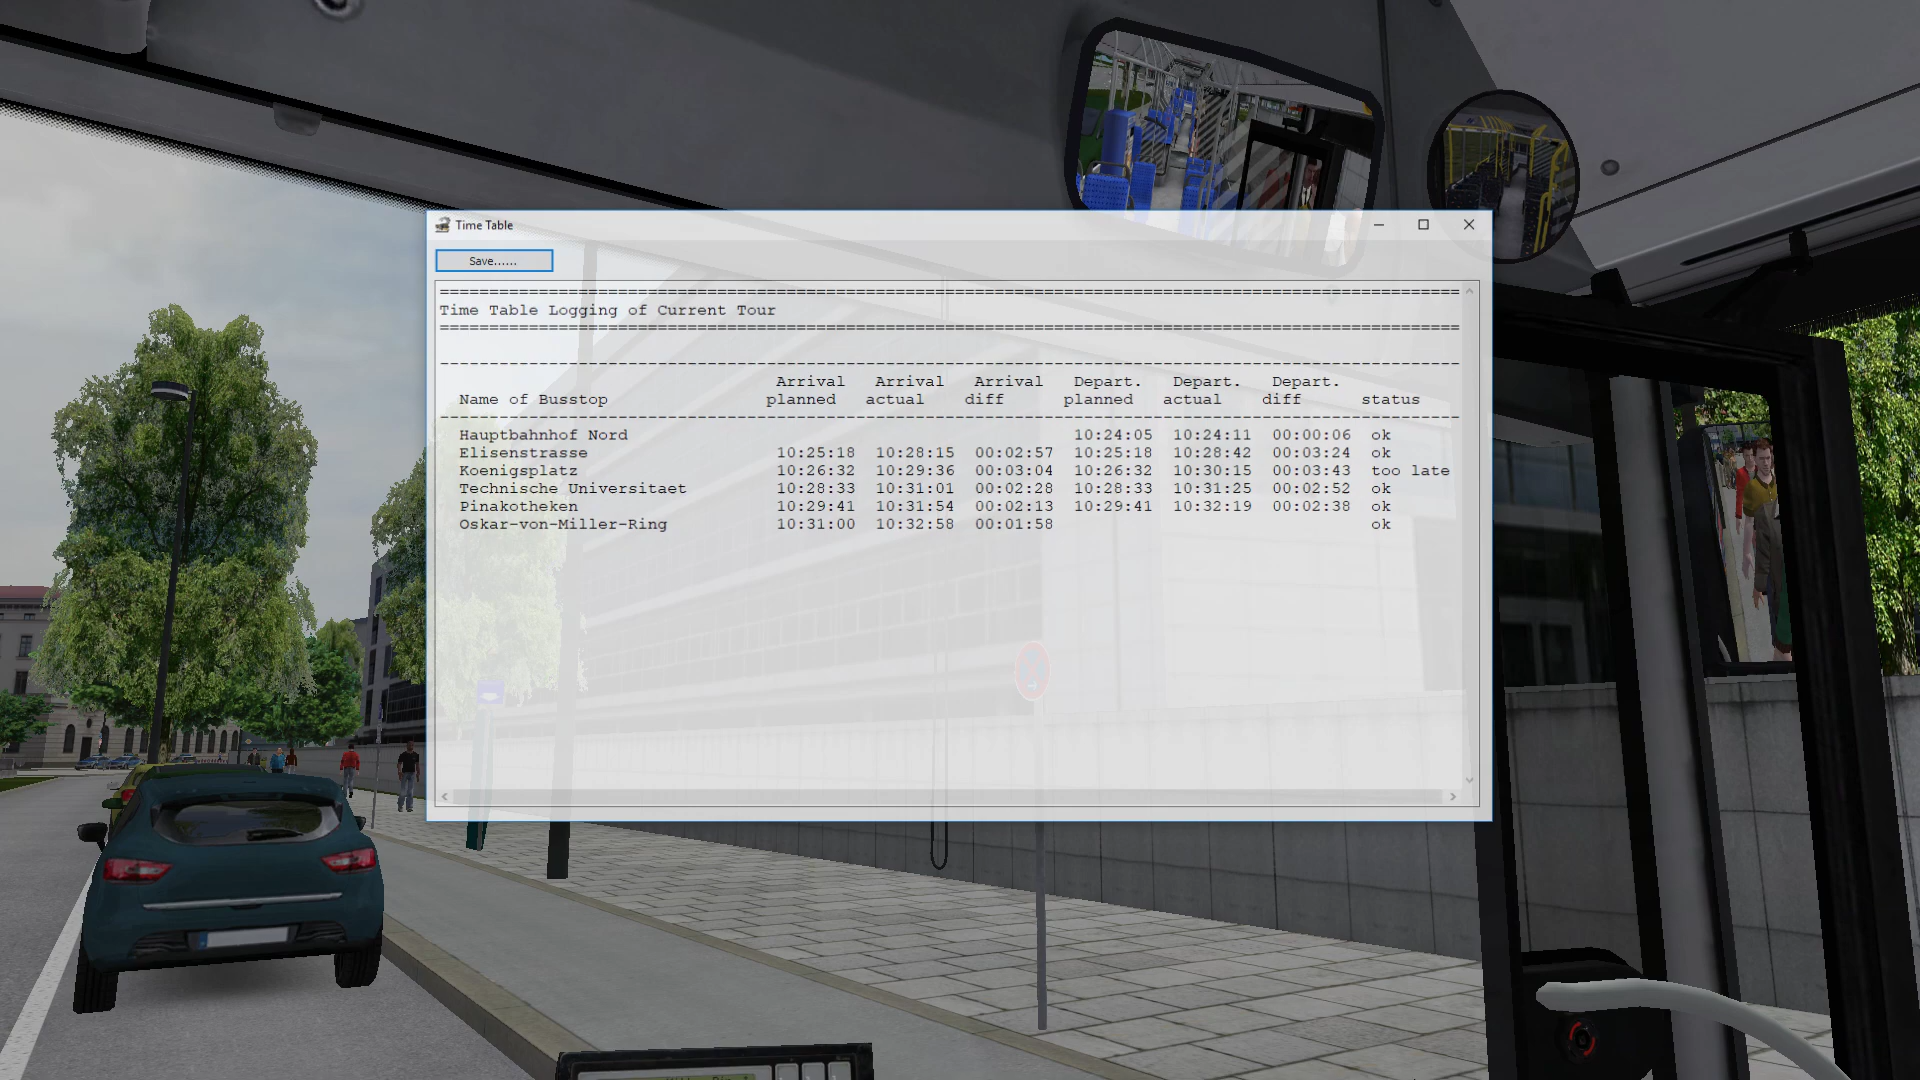 Time Table
Save......
Time Table Logging of Current Tour
Arrival Arrival Arrival Depart. Depart. Depart.
Name of Busstop planned actual diff planned actual diff status
Hauptbahnhof Nord 10:24:05 10:24:11 00:00:06 ok
Elisenstrasse 10:25:18 10:28:15 00:02:57 10:25:18 10:28:42 00:03:24 ok
Koenigsplatz 10:26:32 10:29:36 00:03:04 10:26:32 10:30:15 00:03:43 too late
Technische Universitaet 10:28:33 10:31:01 00:02:28 10:28:33 10:31:25 00:02:52 ok
Pinakotheken 10:29:41 10:31:54 00:02:13 10:29:41 10:32:19 00:02:38 ok
Oskar-von-Miller-Ring 10:31:00 10:32:58 00:01:58 ok